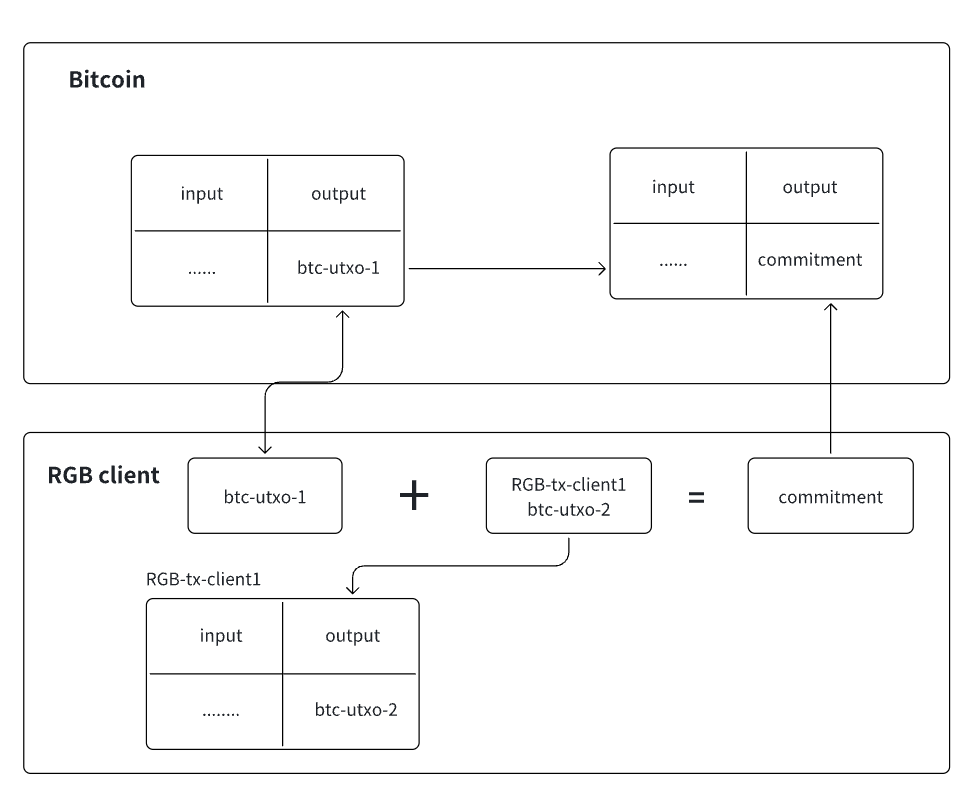 Bitcoin
input
output
......
btc-utxo-1
input
output
......
commitment
RGB client
btc-utxo-1
+
RGB-tx-client1
btc-utxo-2
=
commitment
RGB-tx-client1
input
output
........
btc-utxo-2